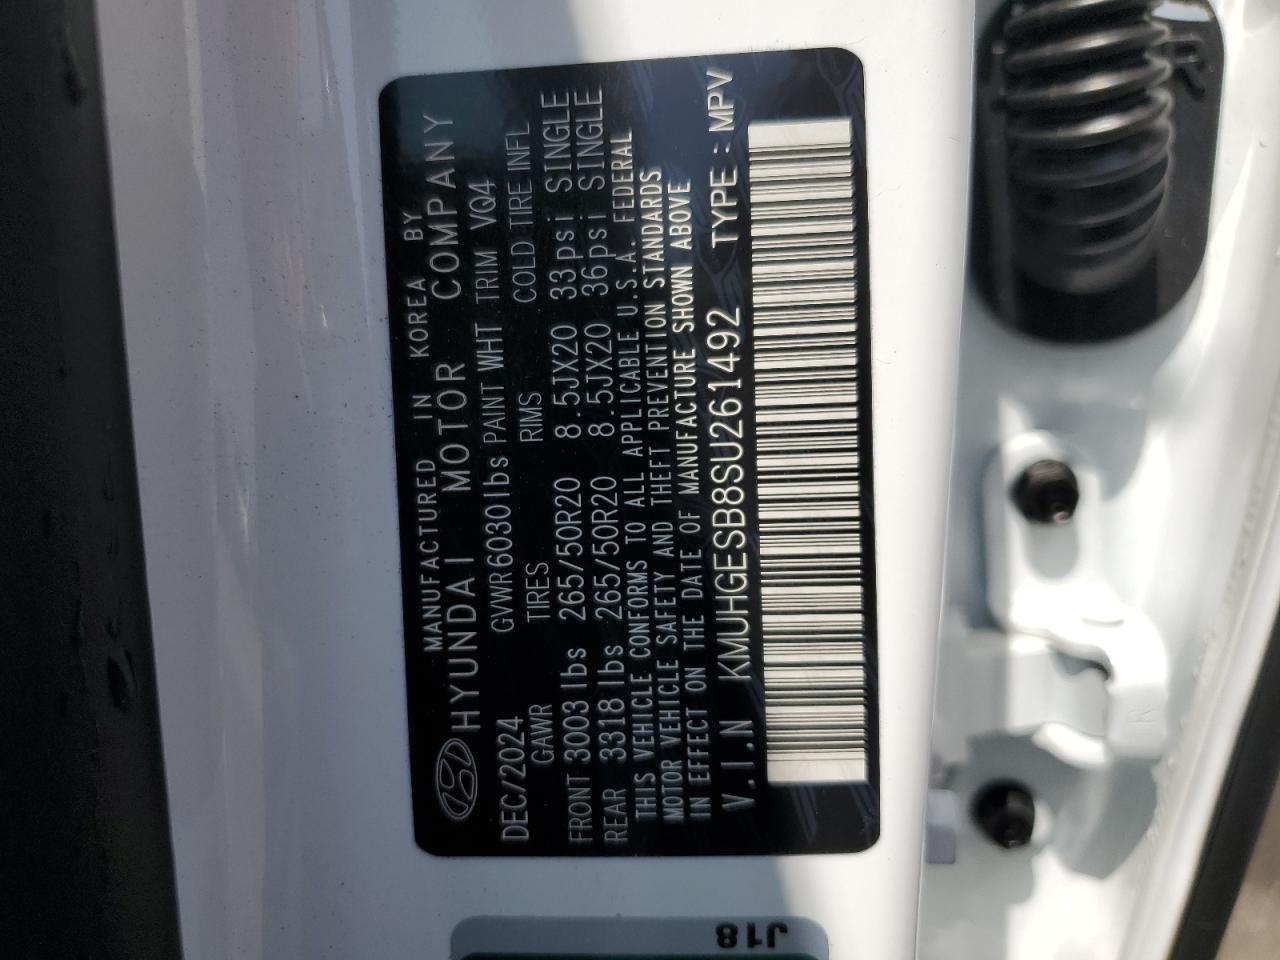 MANUFACTURED IN KOREA BY
HYUNDAI MOTOR COMPANY
DEC/2024 GVWR6030lbs PAINT WHT TRIM VQ4
GAWR TIRES RIMS COLD TIRE INFL
FRONT 3003lbs 265/50R20 8.5JX20 33psi SINGLE
REAR 3318lbs 265/50R20 8.5JX20 36psi SINGLE
THIS VEHICLE CONFORMS TO ALL APPLICABLE U.S.A. FEDERAL
MOTOR VEHICLE SAFETY AND THEFT PREVENTION STANDARDS
IN EFFECT ON THE DATE OF MANUFACTURE SHOWN ABOVE
V.I.N KMUHGESB8SU261492 TYPE : MPV
J18